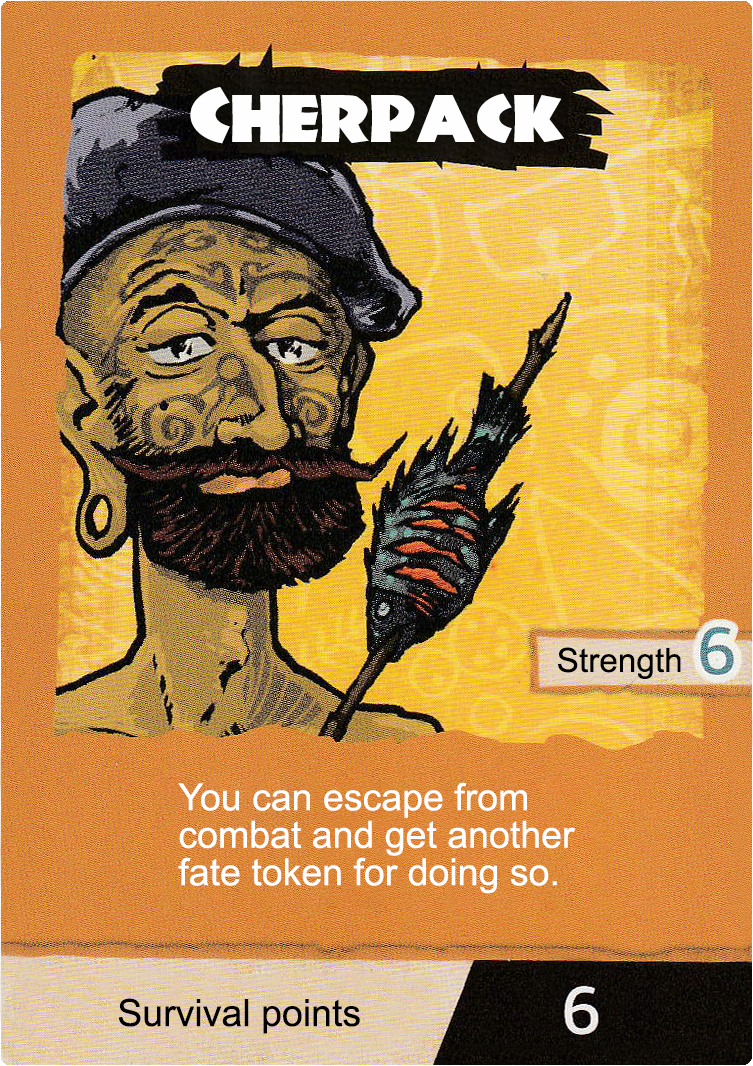 CHERPACK
Strength 6
You can escape from
combat and get another
fate token for doing so.
Survival points 6